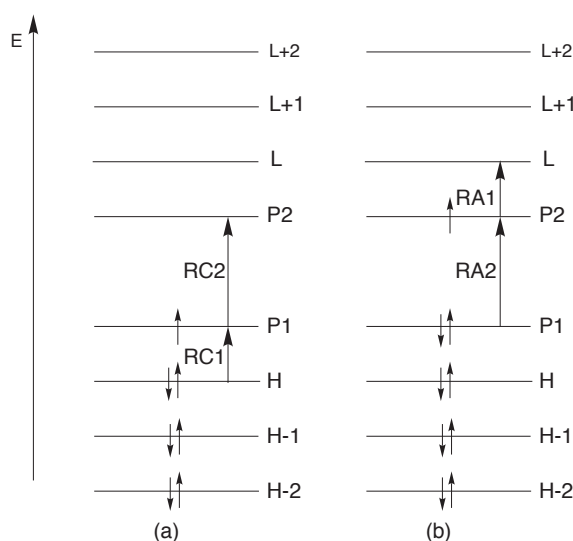 E
L+2
L+1
L
P2
RC2
P1
RC1
H
H-1
H-2
(a)
L+2
L+1
L
RA1
P2
RA2
P1
H
H-1
H-2
(b)